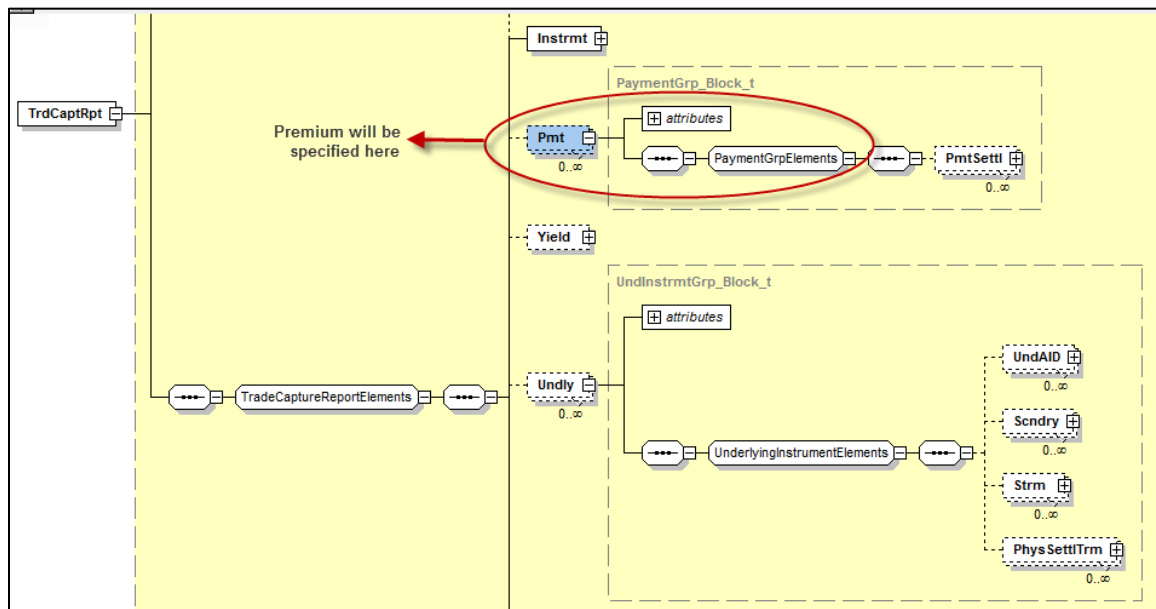 Instrmt
PaymentGrp_Block_t
TrdCaptRpt
attributes
Premium will be
specified here
Pmt
0..∞
PaymentGrpElements
PmtSettl
0..∞
Yield
UndInstrmtGrp_Block_t
attributes
UndAID
0..∞
Undly
0..∞
TradeCaptureReportElements
Scndry
0..∞
UnderlyingInstrumentElements
Strm
0..∞
PhysSettlTrm
0..∞